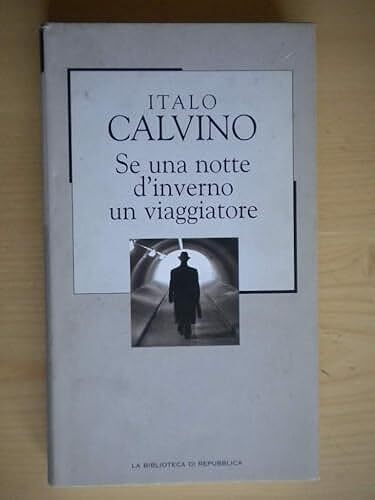 ITALO
CALVINO
Se una notte
d'inverno
un viaggiatore
LA BIBLIOTECA DI REPUBBLICA